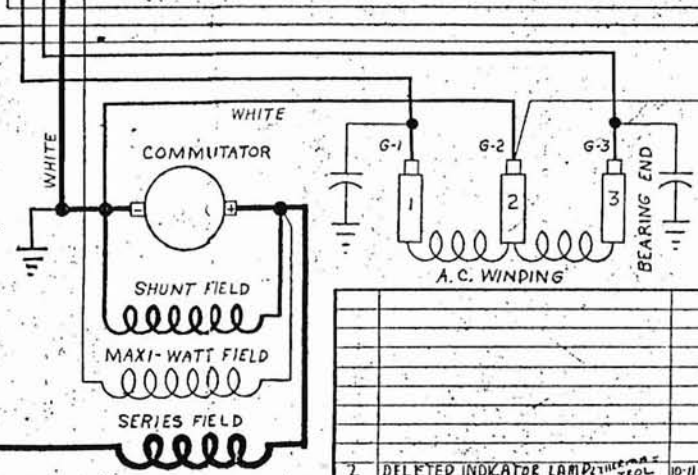 WHITE
WHITE
COMMUTATOR
-
+
G-1
G-2
G-3
1
2
3
BEARING END
A.C. WINDING
SHUNT FIELD
MAXI-WATT FIELD
SERIES FIELD
2 DELETED INDICATOR LAMP